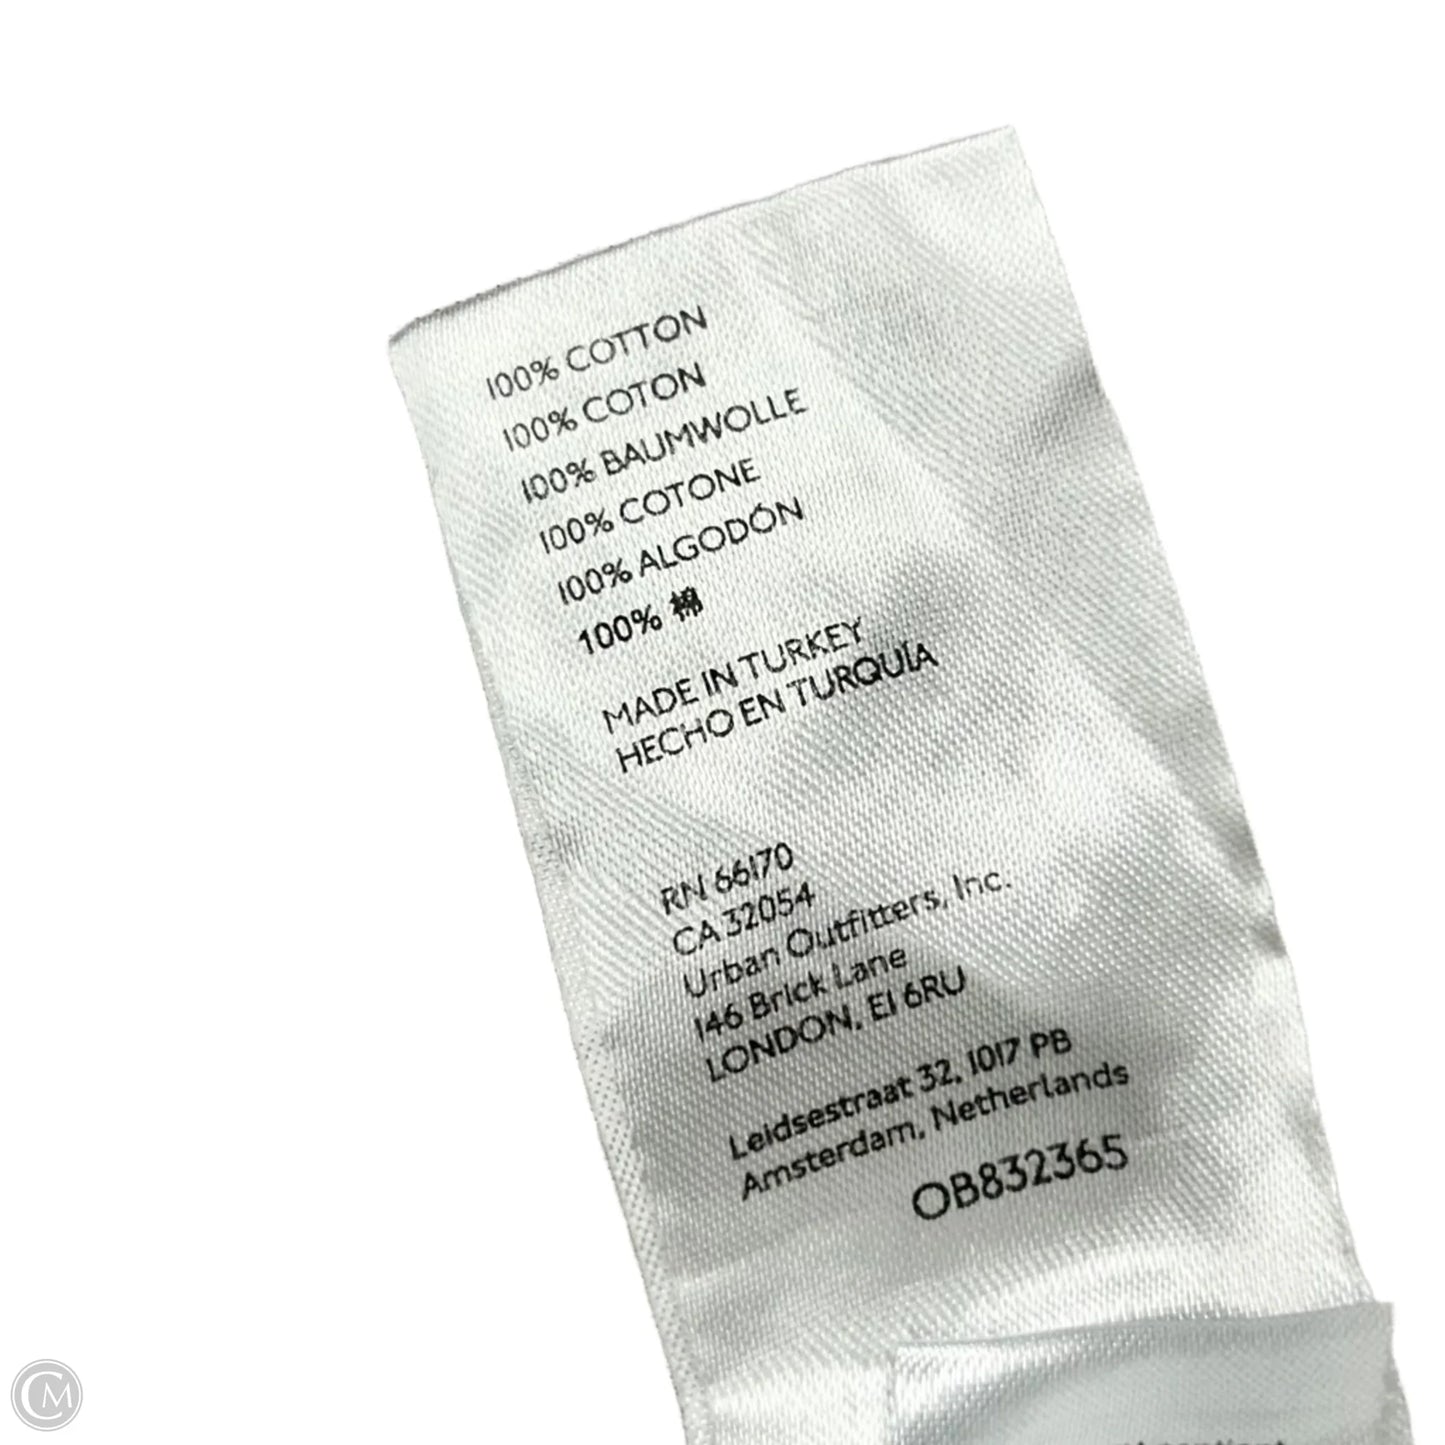 100% COTTON
100% COTON
100% BAUMWOLLE
100% COTONE
100% ALGODÓN
100% 棉
MADE IN TURKEY
HECHO EN TURQUÍA
RN 66170
CA 32054
Urban Outfitters, Inc.
146 Brick Lane
LONDON, E1 6RU
Leidsestraat 32, 1017 PB
Amsterdam, Netherlands
OB832365
CM